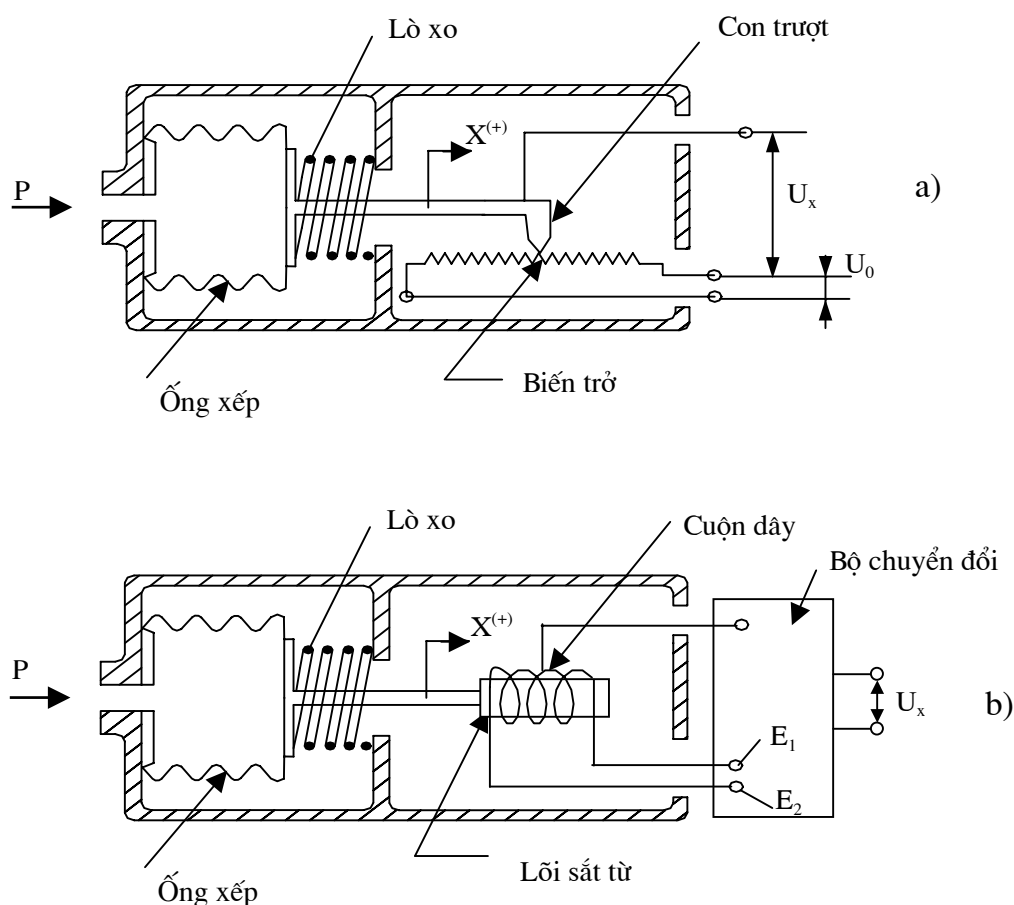 Lò xo
Con trượt
X(+)
P
Ux
a)
U0
Biến trở
Ống xếp
Lò xo
Cuộn dây
Bộ chuyển đổi
X(+)
P
Ux
b)
E1
E2
Lõi sắt từ
Ống xếp